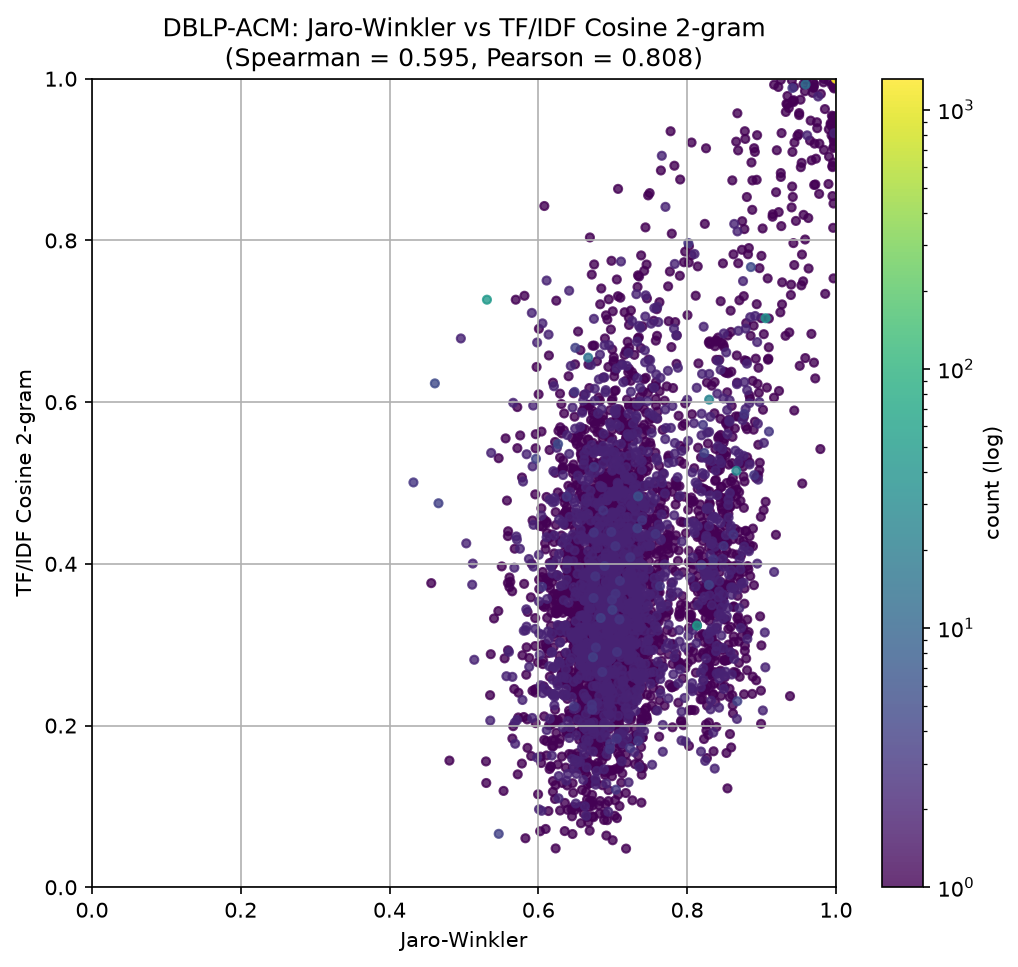 DBLP-ACM: Jaro-Winkler vs TF/IDF Cosine 2-gram
(Spearman = 0.595, Pearson = 0.808)
1.0
0.8
0.6
0.4
0.2
0.0
TF/IDF Cosine 2-gram
0.0 0.2 0.4 0.6 0.8 1.0
Jaro-Winkler
10³
10²
10¹
10⁰
count (log)